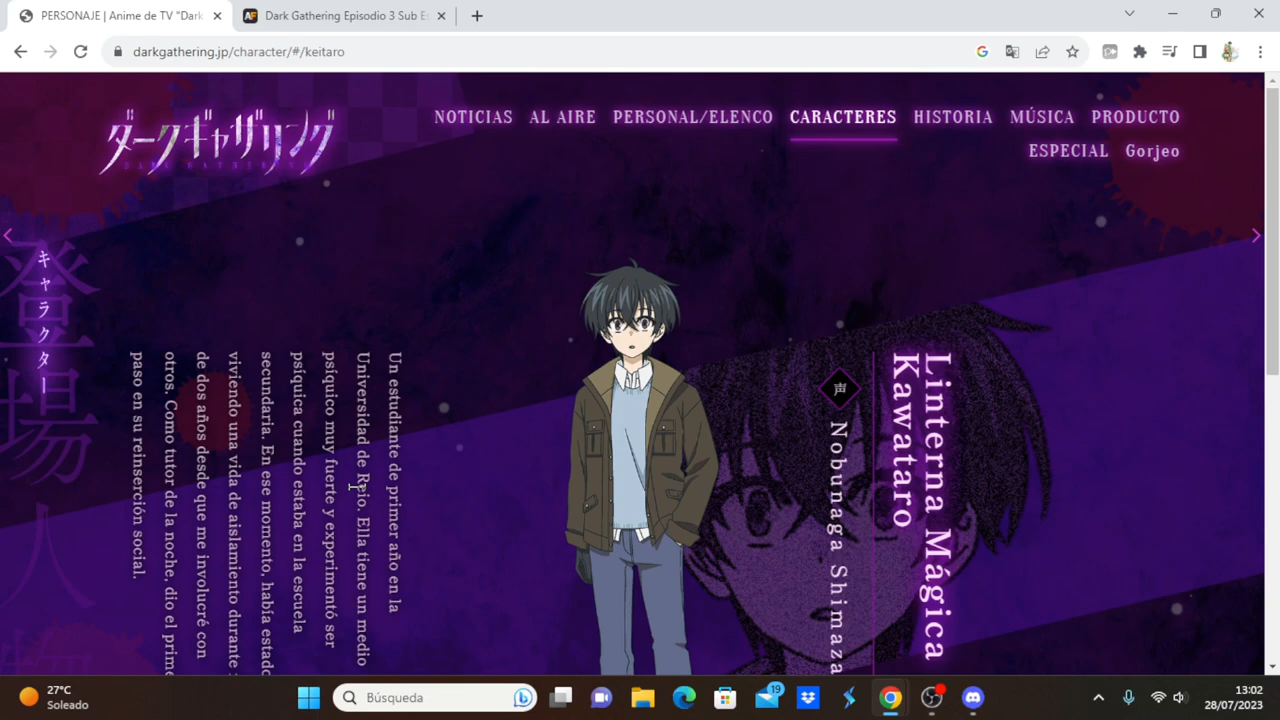 PERSONAJE | Anime de TV "Dark
Dark Gathering Episodio 3 Sub E
darkgathering.jp/character/#/keitaro
ダークギャザリング
NOTICIAS AL AIRE PERSONAL/ELENCO CARACTERES HISTORIA MÚSICA PRODUCTO
ESPECIAL Gorjeo
キャラクター
登場人物
Linterna Mágica
Kawataro
声
Nobunaga Shimaza
Un estudiante de primer año en la
Universidad de Reio. Ella tiene un medio
psíquico muy fuerte y experimentó ser
psíquica cuando estaba en la escuela
secundaria. En ese momento, había estado
viviendo una vida de aislamiento durante
de dos años desde que me involucré con
otros. Como tutor de la noche, dio el prime
paso en su reinserción social.
27°C
Soleado
Búsqueda
19
13:02
28/07/2023